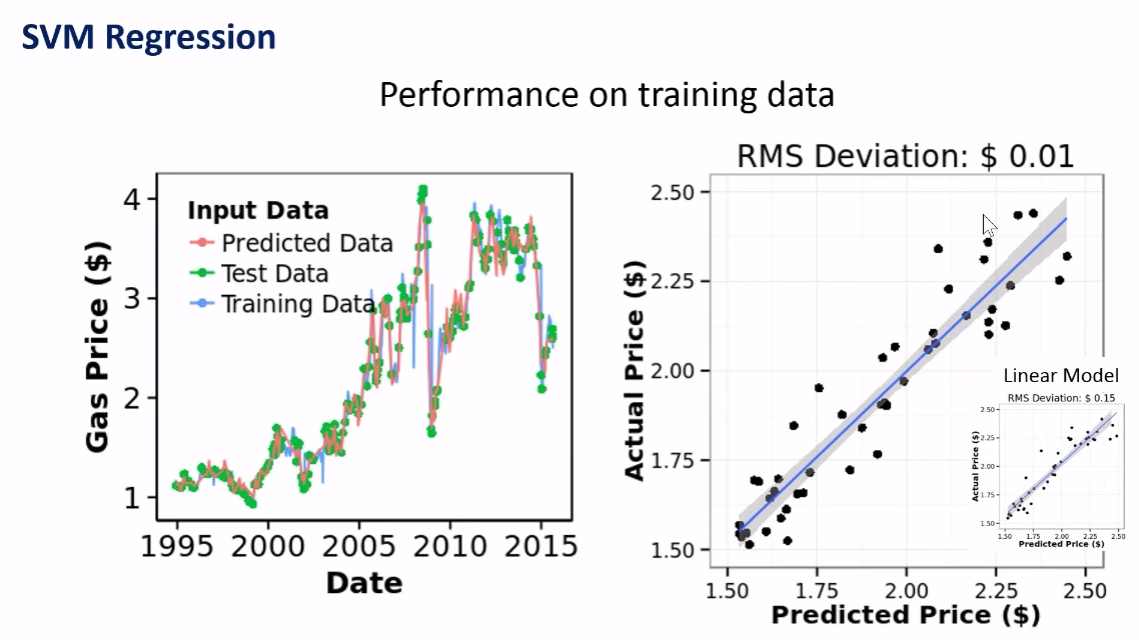 SVM Regression
Performance on training data
Input Data
Predicted Data
Test Data
Training Data
Gas Price ($)
4
3
2
1
1995 2000 2005 2010 2015
Date
RMS Deviation: $ 0.01
Actual Price ($)
2.50
2.25
2.00
1.75
1.50
1.50 1.75 2.00 2.25 2.50
Predicted Price ($)
Linear Model
RMS Deviation: $ 0.15
Actual Price ($)
2.50
2.25
2.00
1.75
1.50
1.50 1.75 2.00 2.25 2.50
Predicted Price ($)